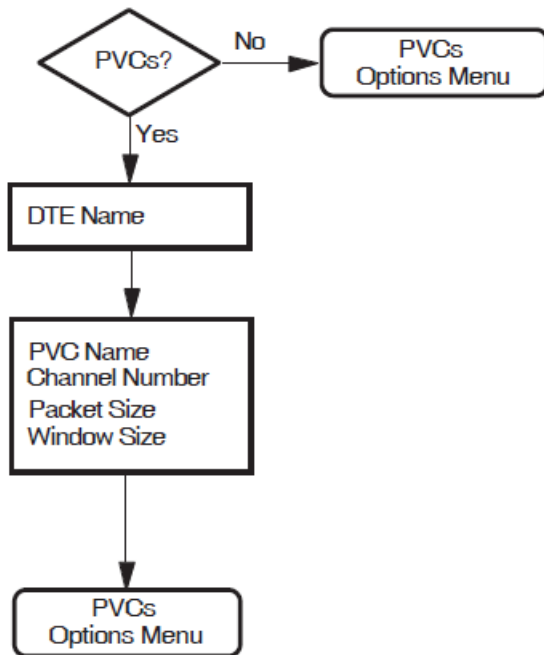 PVCs?
No
PVCs
Options Menu
Yes
DTE Name
PVC Name
Channel Number
Packet Size
Window Size
PVCs
Options Menu